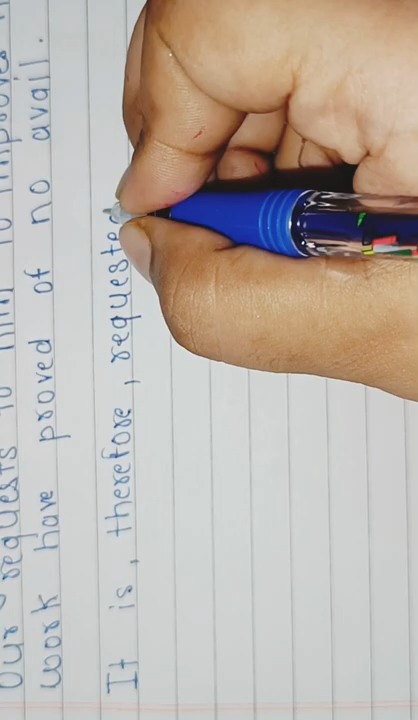 Our requests to him to improve
work have proved of no avail.
It is, therefore, requeste